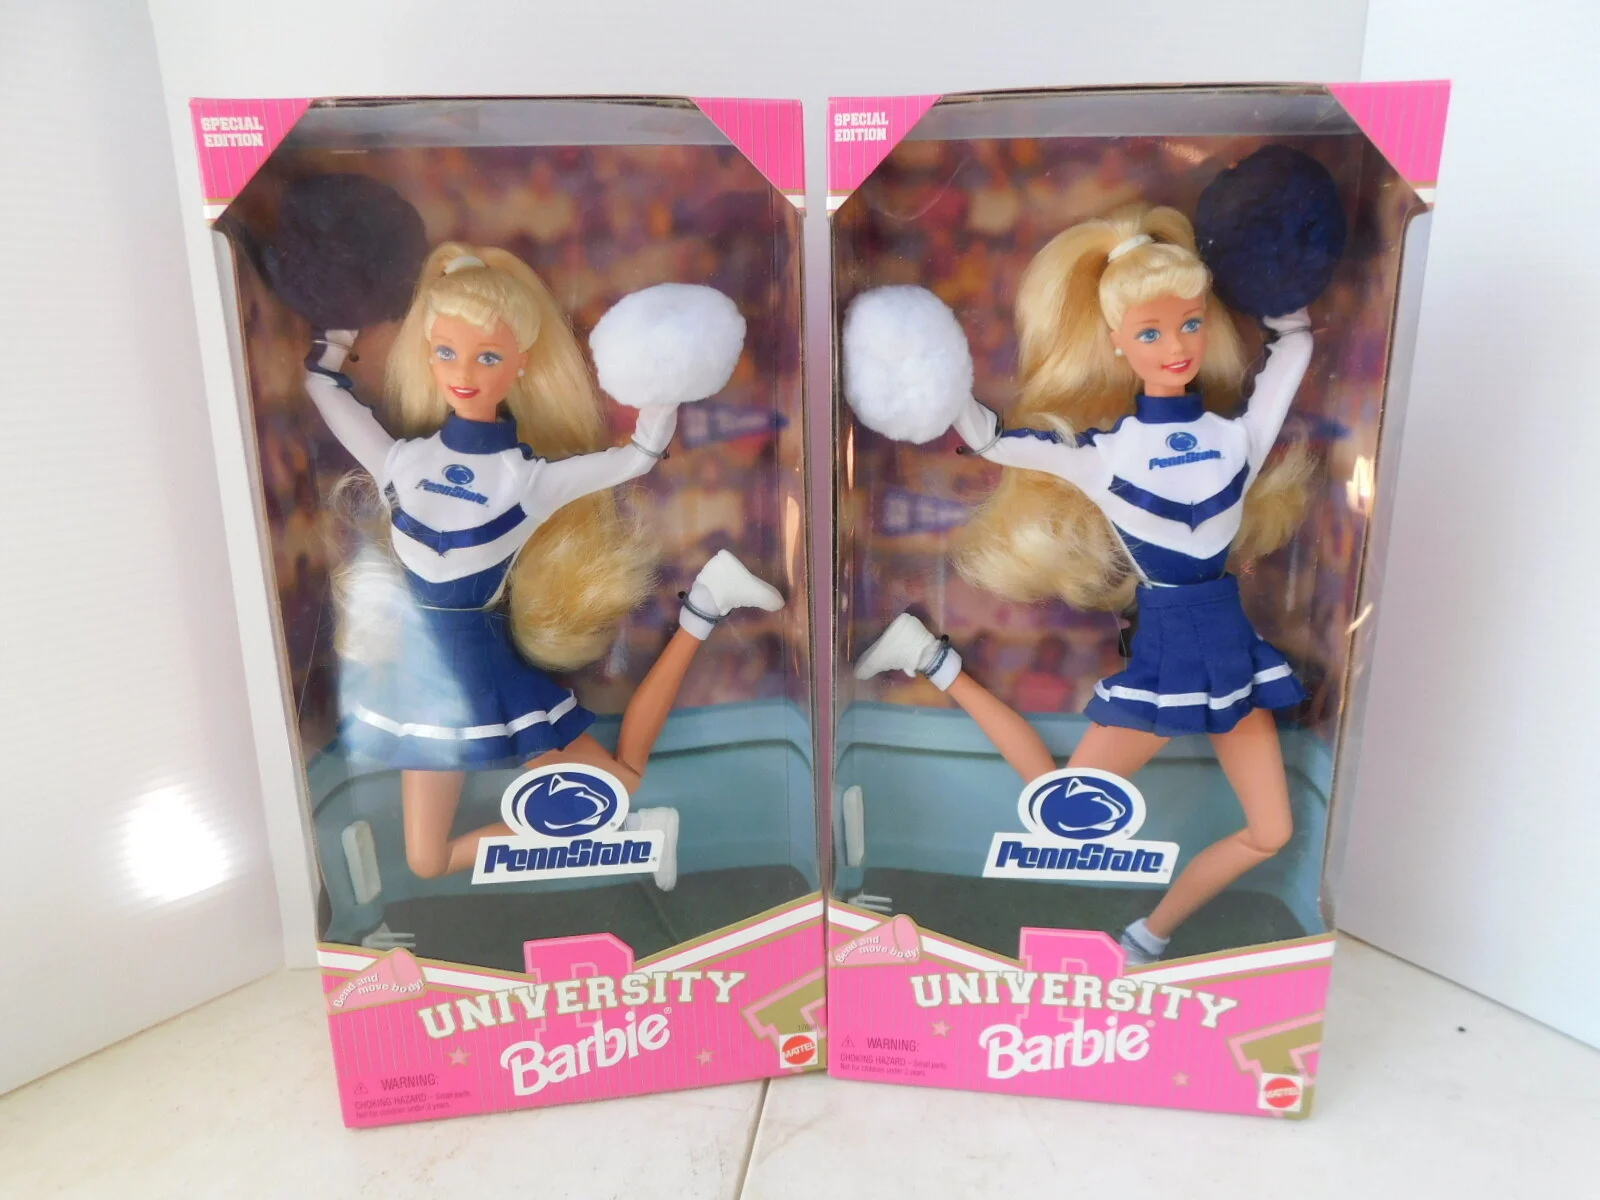 SPECIAL
EDITION
PennState
PennState
Bend and
move body!
UNIVERSITY
Barbie®
WARNING:
CHOKING HAZARD – Small parts
Not for children under 3 years.
MATTEL
SPECIAL
EDITION
PennState
PennState
Bend and
move body!
UNIVERSITY
Barbie®
WARNING:
CHOKING HAZARD – Small parts
Not for children under 3 years.
MATTEL